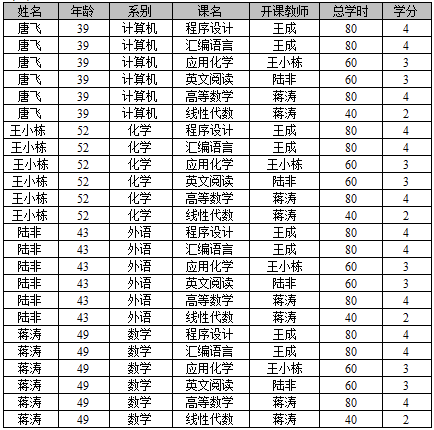 姓名 年龄 系别 课名 开课教师 总学时 学分
唐飞 39 计算机 程序设计 王成 80 4
唐飞 39 计算机 汇编语言 王成 80 4
唐飞 39 计算机 应用化学 王小栋 60 3
唐飞 39 计算机 英文阅读 陆非 60 3
唐飞 39 计算机 高等数学 蒋涛 80 4
唐飞 39 计算机 线性代数 蒋涛 40 2
王小栋 52 化学 程序设计 王成 80 4
王小栋 52 化学 汇编语言 王成 80 4
王小栋 52 化学 应用化学 王小栋 60 3
王小栋 52 化学 英文阅读 陆非 60 3
王小栋 52 化学 高等数学 蒋涛 80 4
王小栋 52 化学 线性代数 蒋涛 40 2
陆非 43 外语 程序设计 王成 80 4
陆非 43 外语 汇编语言 王成 80 4
陆非 43 外语 应用化学 王小栋 60 3
陆非 43 外语 英文阅读 陆非 60 3
陆非 43 外语 高等数学 蒋涛 80 4
陆非 43 外语 线性代数 蒋涛 40 2
蒋涛 49 数学 程序设计 王成 80 4
蒋涛 49 数学 汇编语言 王成 80 4
蒋涛 49 数学 应用化学 王小栋 60 3
蒋涛 49 数学 英文阅读 陆非 60 3
蒋涛 49 数学 高等数学 蒋涛 80 4
蒋涛 49 数学 线性代数 蒋涛 40 2